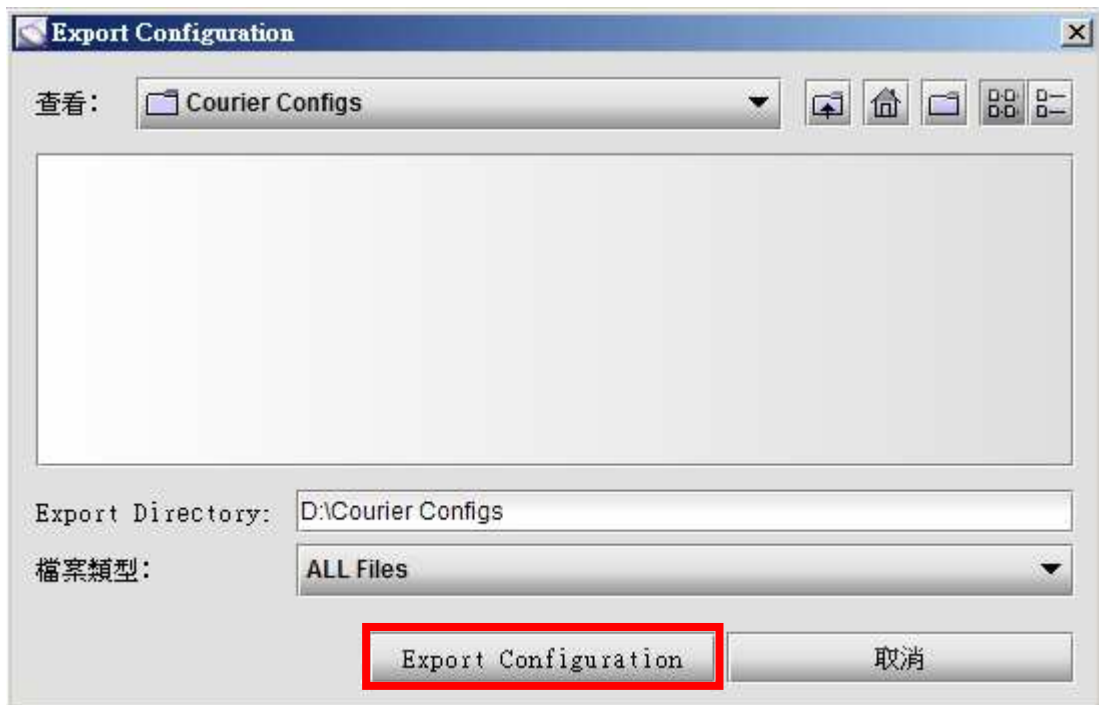 Export Configuration
查看： Courier Configs
Export Directory: D:\Courier Configs
檔案類型： ALL Files
Export Configuration 取消